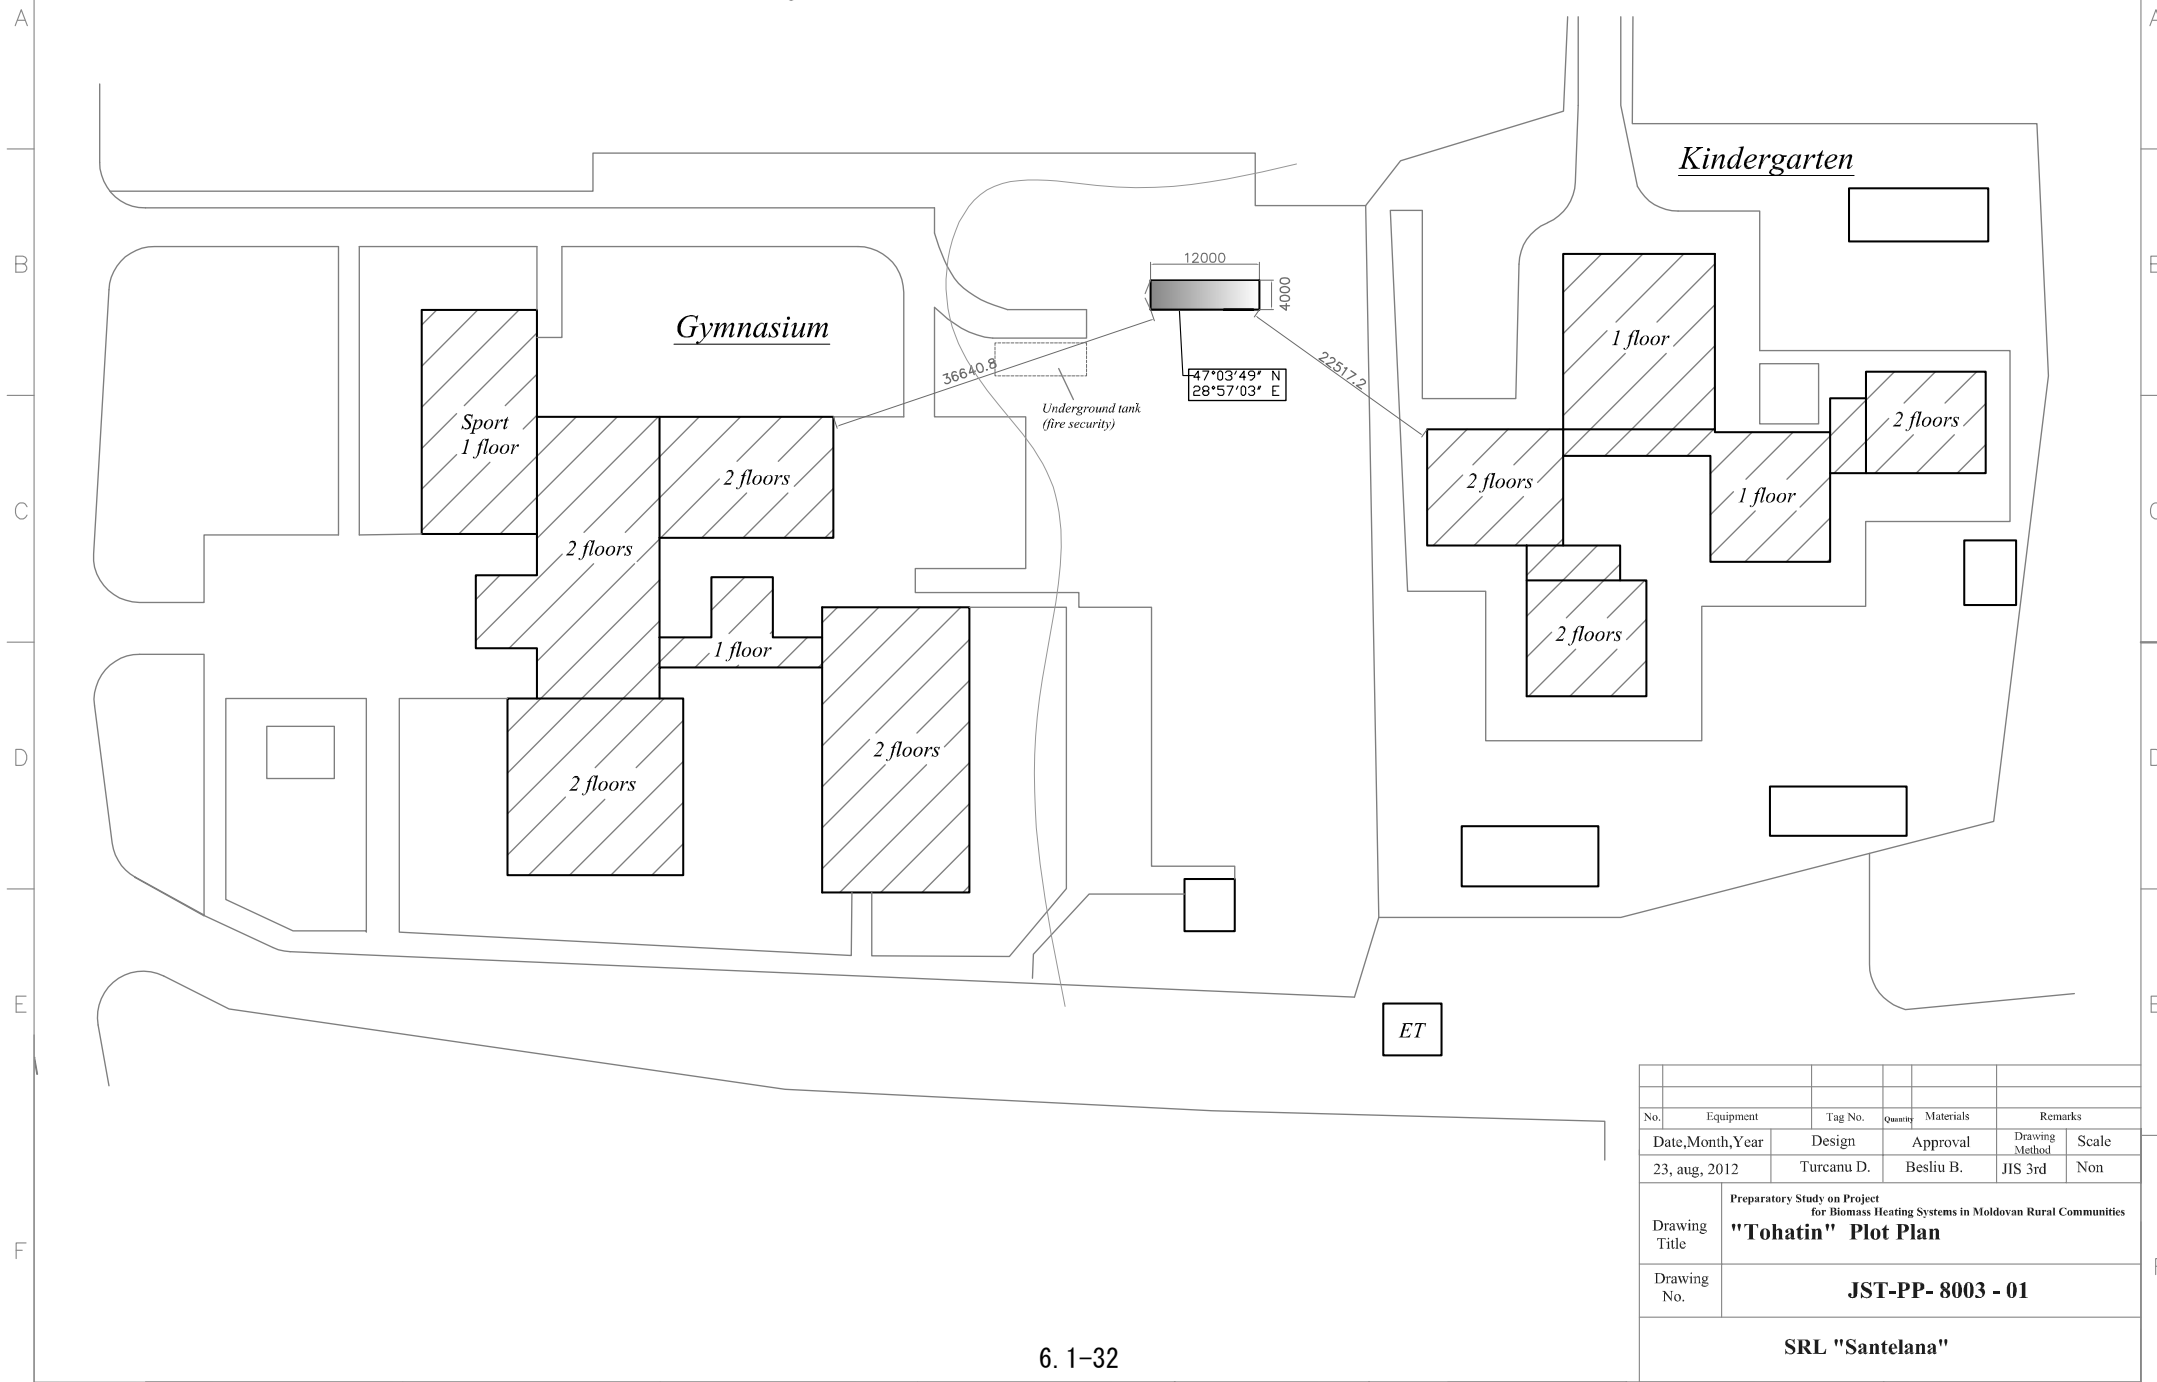 A
A
Kindergarten
B
12000
4000
Gymnasium
1 floor
36640.8
22517.2
47°03'49" N
28°57'03" E
Underground tank
(fire security)
Sport
1 floor
2 floors
2 floors
2 floors
1 floor
C
2 floors
2 floors
1 floor
2 floors
D
2 floors
2 floors
E
ET
No.
Equipment
Tag No.
Quantity
Materials
Remarks
Date,Month,Year
Design
Approval
Drawing
Method
Scale
23, aug, 2012
Turcanu D.
Besliu B.
JIS 3rd
Non
Preparatory Study on Project
for Biomass Heating Systems in Moldovan Rural Communities
Drawing
Title
"Tohatin" Plot Plan
F
Drawing
No.
JST-PP- 8003 - 01
SRL "Santelana"
6. 1-32